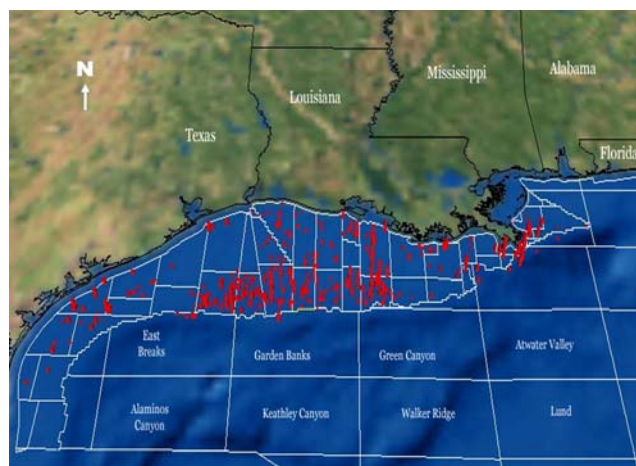 Alabama
Mississippi
N
Louisiana
Texas
Florida
East
Breaks
Garden Banks
Green Canyon
Atwater Valley
Alaminos
Canyon
Keathley Canyon
Walker Ridge
Lund